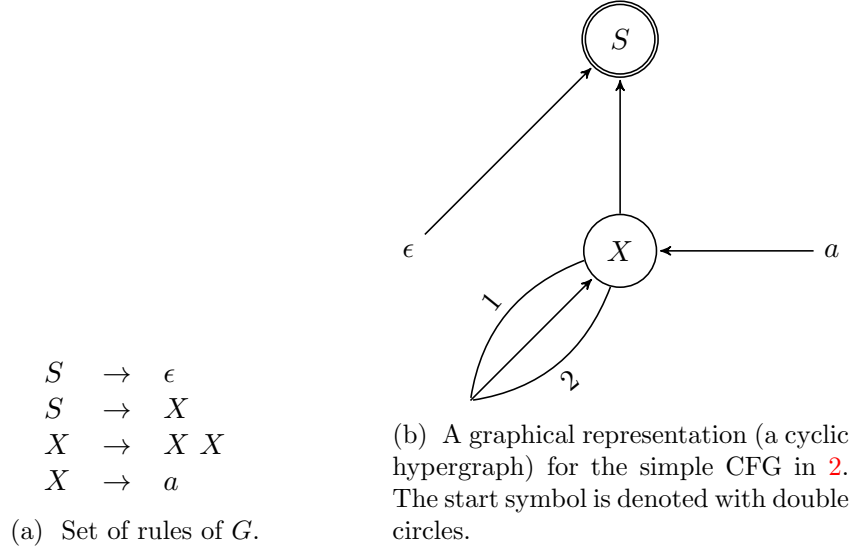 S
ϵ
X
a
1
2
S → ϵ
S → X
X → X X
X → a
(a) Set of rules of G.
(b) A graphical representation (a cyclic
hypergraph) for the simple CFG in 2.
The start symbol is denoted with double
circles.